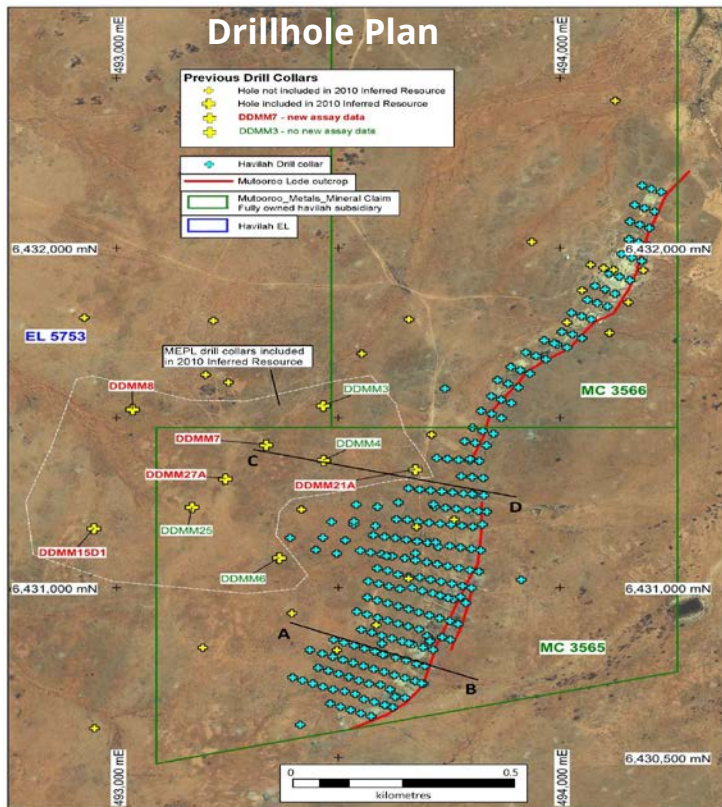 Drillhole Plan
493,000 mE
494,000 mE
Previous Drill Collars
Hole not included in 2010 Inferred Resource
Hole included in 2010 Inferred Resource
DDMM7 - new assay data
DDMM3 - no new assay data
Havilah Drill collar
Mutooroo Lode outcrop
Mutooroo_Metals_Mineral Claim
Fully owned havilah subsidiary
Havilah EL
6,432,000 mN
6,432,000 mN
EL 5753
MEPL drill collars included
in 2010 Inferred Resource
DDMM8
DDMM3
MC 3566
DDMM7
DDMM4
C
DDMM27A
DDMM21A
D
DDMM25
DDMM15D1
DDMM6
6,431,000 mN
6,431,000 mN
A
MC 3565
B
6,430,500 mN
493,000 mE
494,000 mE
0
0.5
kilometres